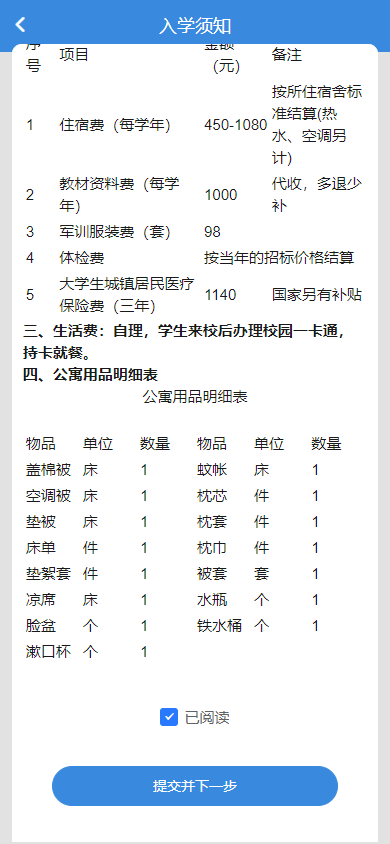 入学须知
序号 项目 金额（元） 备注
1 住宿费（每学年） 450-1080 按所住宿舍标准结算(热水、空调另计)
2 教材资料费（每学年） 1000 代收，多退少补
3 军训服装费（套） 98
4 体检费 按当年的招标价格结算
5 大学生城镇居民医疗保险费（三年） 1140 国家另有补贴
三、生活费：自理，学生来校后办理校园一卡通，
持卡就餐。
四、公寓用品明细表
公寓用品明细表
物品 单位 数量 物品 单位 数量
盖棉被 床 1 蚊帐 床 1
空调被 床 1 枕芯 件 1
垫被 床 1 枕套 件 1
床单 件 1 枕巾 件 1
垫絮套 件 1 被套 套 1
凉席 床 1 水瓶 个 1
脸盆 个 1 铁水桶 个 1
漱口杯 个 1
已阅读
提交并下一步